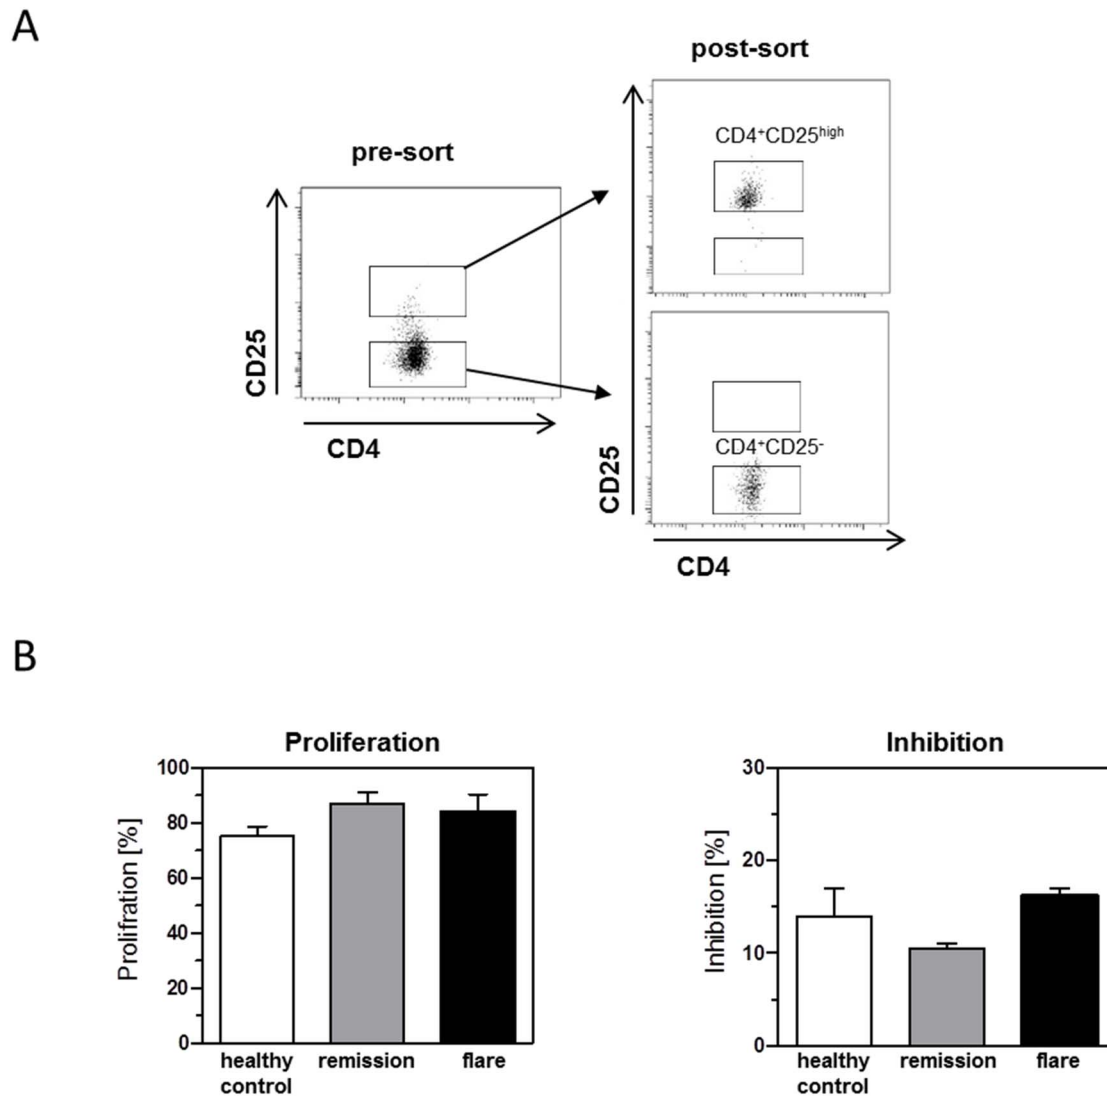 A
post-sort
CD4⁺CD25ʰⁱᵍʰ
pre-sort
CD25
CD4
CD4⁺CD25⁻
CD25
CD4
B
Proliferation
100
80
60
40
20
0
Prolifration [%]
healthy control
remission
flare
Inhibition
30
20
10
0
Inhibition [%]
healthy control
remission
flare